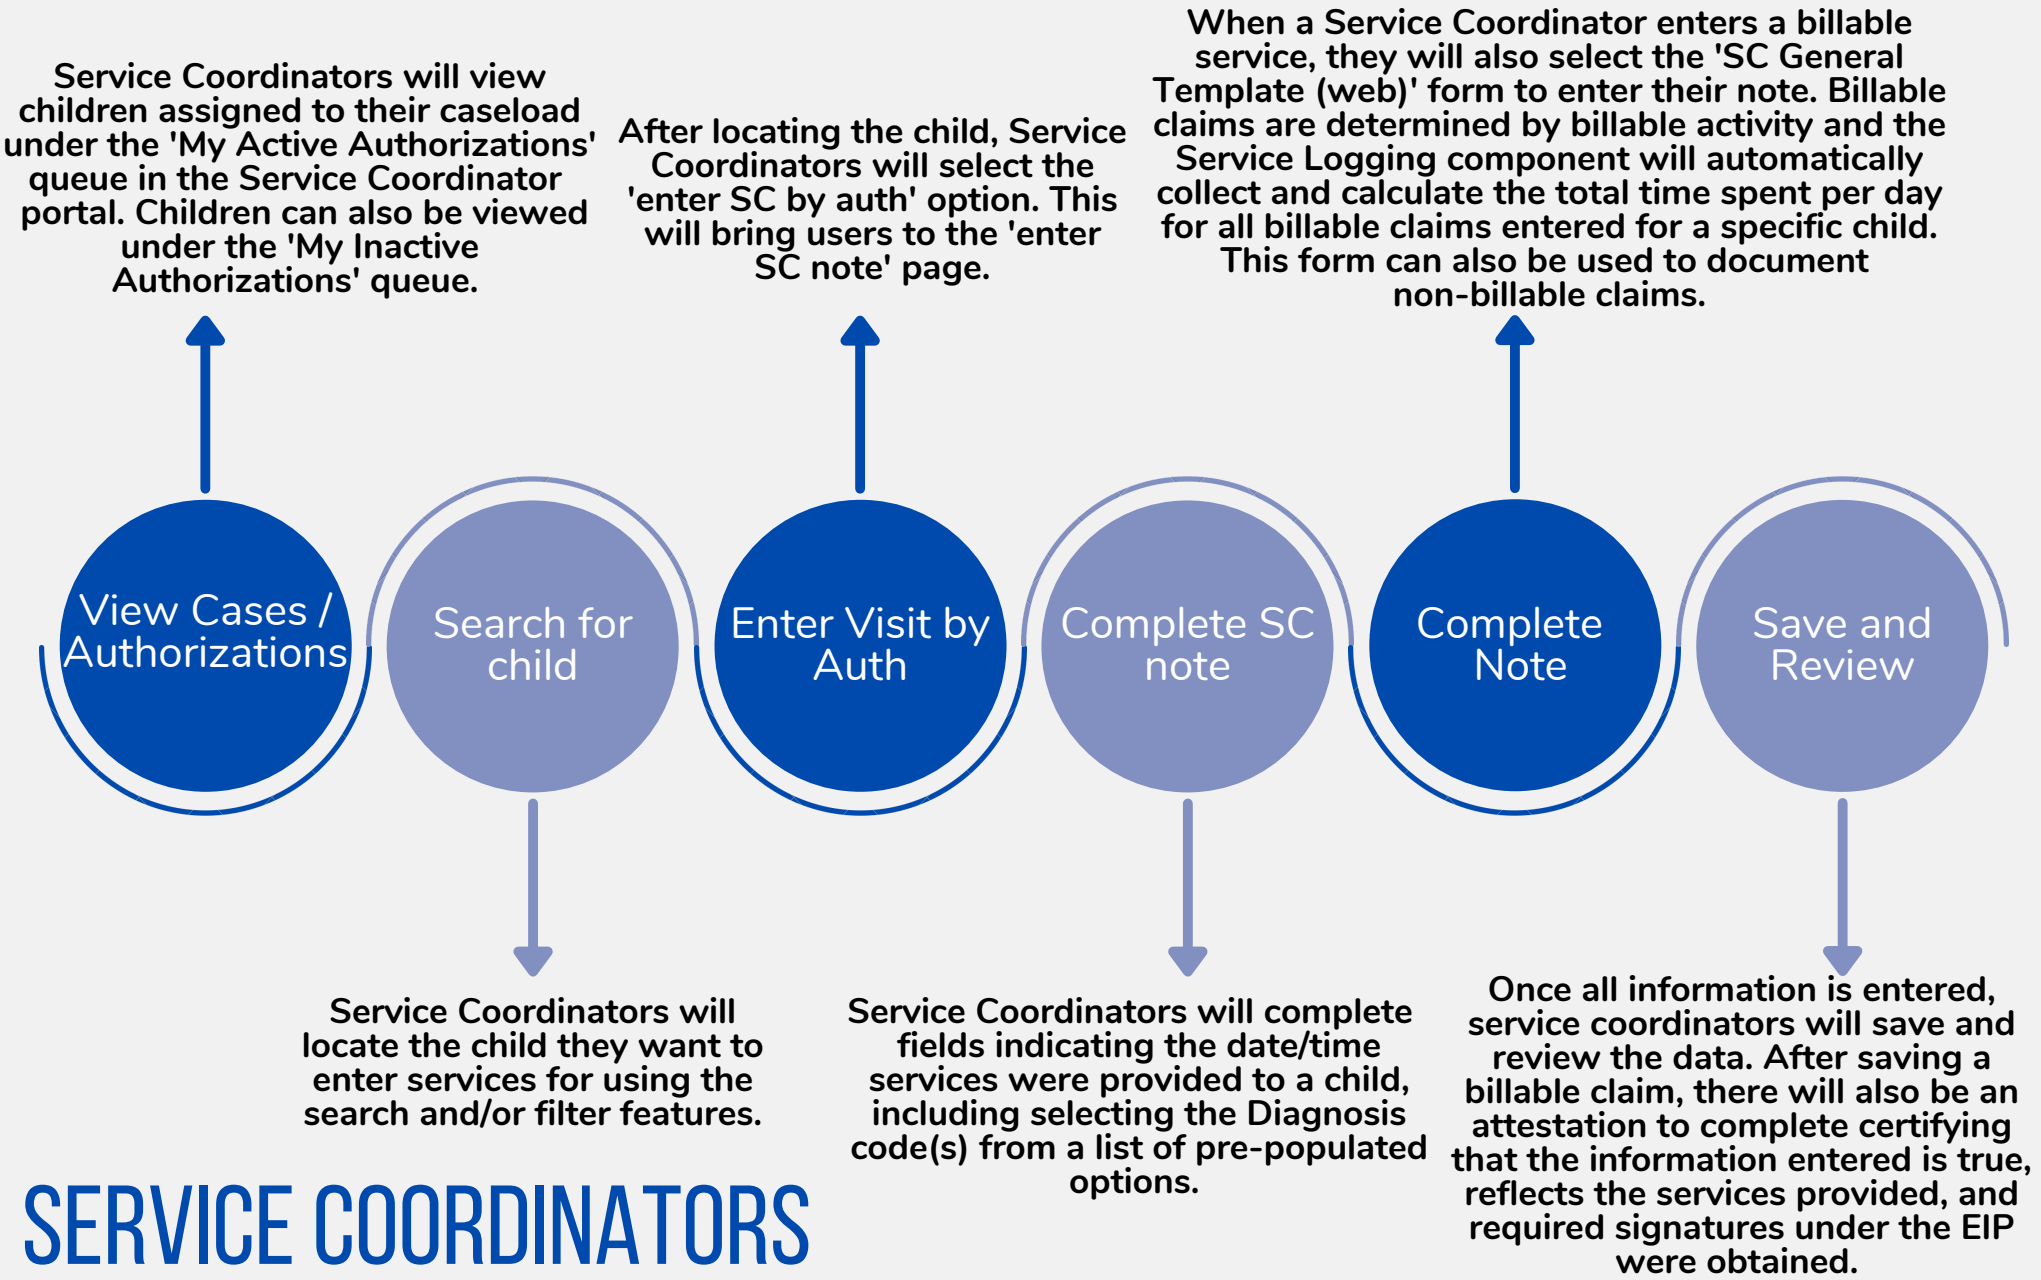 Service Coordinators will view
children assigned to their caseload
under the 'My Active Authorizations'
queue in the Service Coordinator
portal. Children can also be viewed
under the 'My Inactive
Authorizations' queue.
After locating the child, Service
Coordinators will select the
'enter SC by auth' option. This
will bring users to the 'enter
SC note' page.
When a Service Coordinator enters a billable
service, they will also select the 'SC General
Template (web)' form to enter their note. Billable
claims are determined by billable activity and the
Service Logging component will automatically
collect and calculate the total time spent per day
for all billable claims entered for a specific child.
This form can also be used to document
non-billable claims.
View Cases /
Authorizations
Search for
child
Enter Visit by
Auth
Complete SC
note
Complete
Note
Save and
Review
Service Coordinators will
locate the child they want to
enter services for using the
search and/or filter features.
Service Coordinators will complete
fields indicating the date/time
services were provided to a child,
including selecting the Diagnosis
code(s) from a list of pre-populated
options.
Once all information is entered,
service coordinators will save and
review the data. After saving a
billable claim, there will also be an
attestation to complete certifying
that the information entered is true,
reflects the services provided, and
required signatures under the EIP
were obtained.
SERVICE COORDINATORS